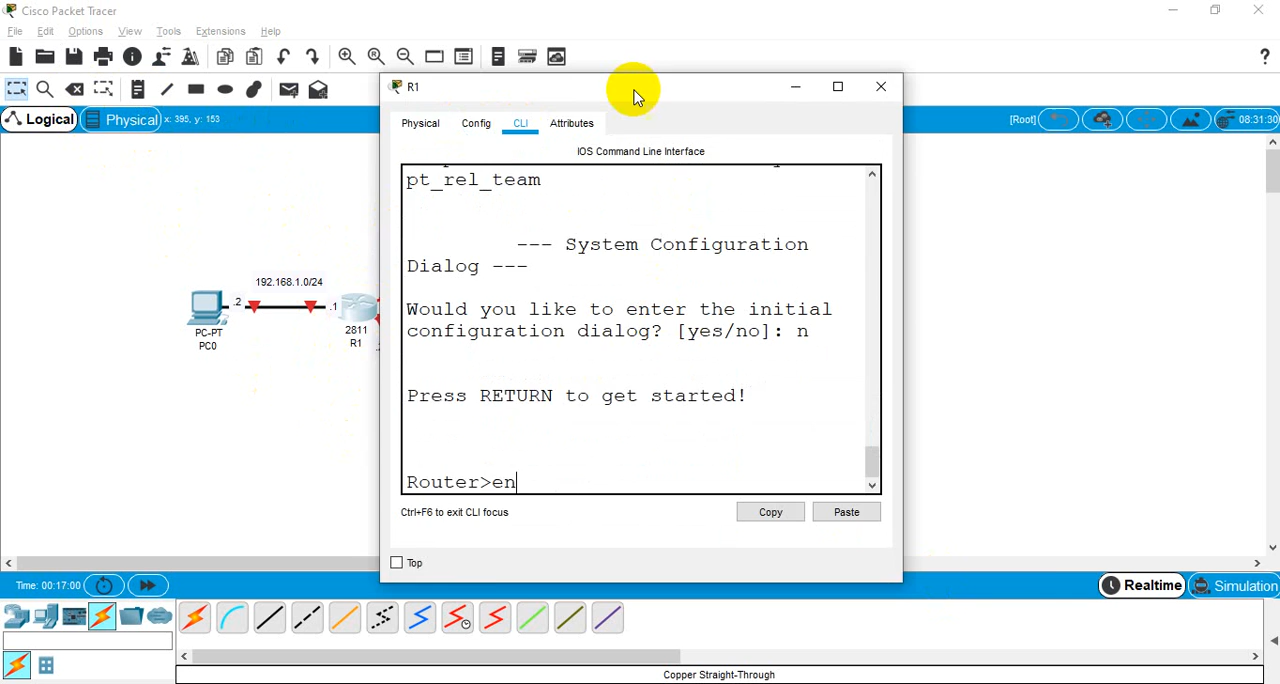 Cisco Packet Tracer
File Edit Options View Tools Extensions Help
?
Logical Physical x: 395, y: 153
[Root]
08:31:30
R1
Physical Config CLI Attributes
IOS Command Line Interface
pt_rel_team
--- System Configuration
Dialog ---
Would you like to enter the initial
configuration dialog? [yes/no]: n
Press RETURN to get started!
Router>en
Ctrl+F6 to exit CLI focus
Copy Paste
Top
192.168.1.0/24
.2 .1
PC-PT
PC0
2811
R1
Time: 00:17:00
Realtime Simulation
Copper Straight-Through